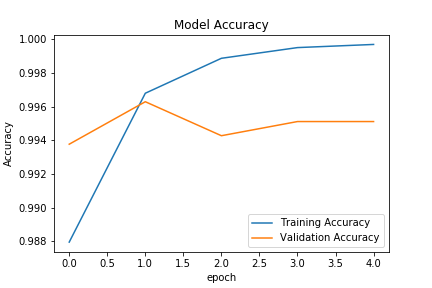 Model Accuracy
1.000
0.998
0.996
0.994
0.992
0.990
0.988
Accuracy
Training Accuracy
Validation Accuracy
0.0 0.5 1.0 1.5 2.0 2.5 3.0 3.5 4.0
epoch